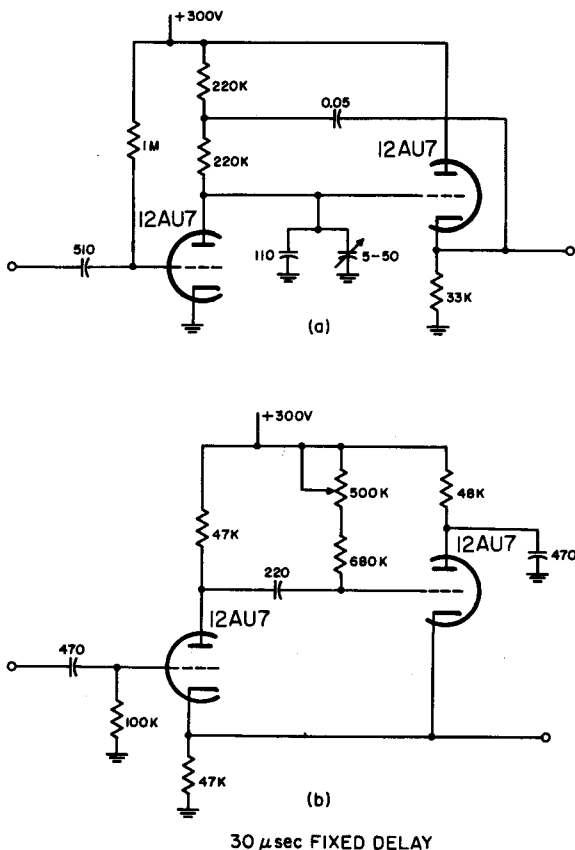 +300V
220K
0.05
1M
220K
12AU7
12AU7
510
110
5-50
33K
(a)
+300V
500K
48K
47K
680K
12AU7
470
220
12AU7
470
100K
47K
(b)
30 µsec FIXED DELAY